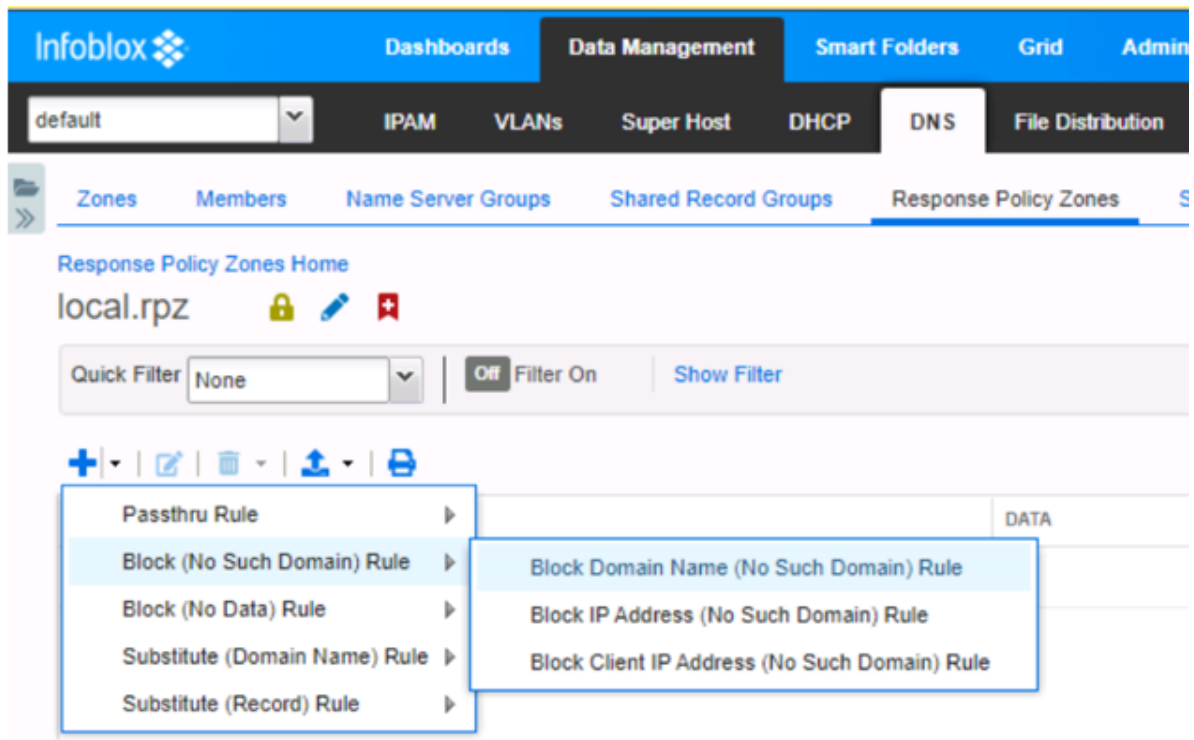 Infoblox Dashboards Data Management Smart Folders Grid Admin
default IPAM VLANs Super Host DHCP DNS File Distribution
Zones Members Name Server Groups Shared Record Groups Response Policy Zones S
Response Policy Zones Home
local.rpz
Quick Filter None Off Filter On Show Filter
Passthru Rule
DATA
Block (No Such Domain) Rule
Block Domain Name (No Such Domain) Rule
Block (No Data) Rule
Block IP Address (No Such Domain) Rule
Substitute (Domain Name) Rule
Block Client IP Address (No Such Domain) Rule
Substitute (Record) Rule